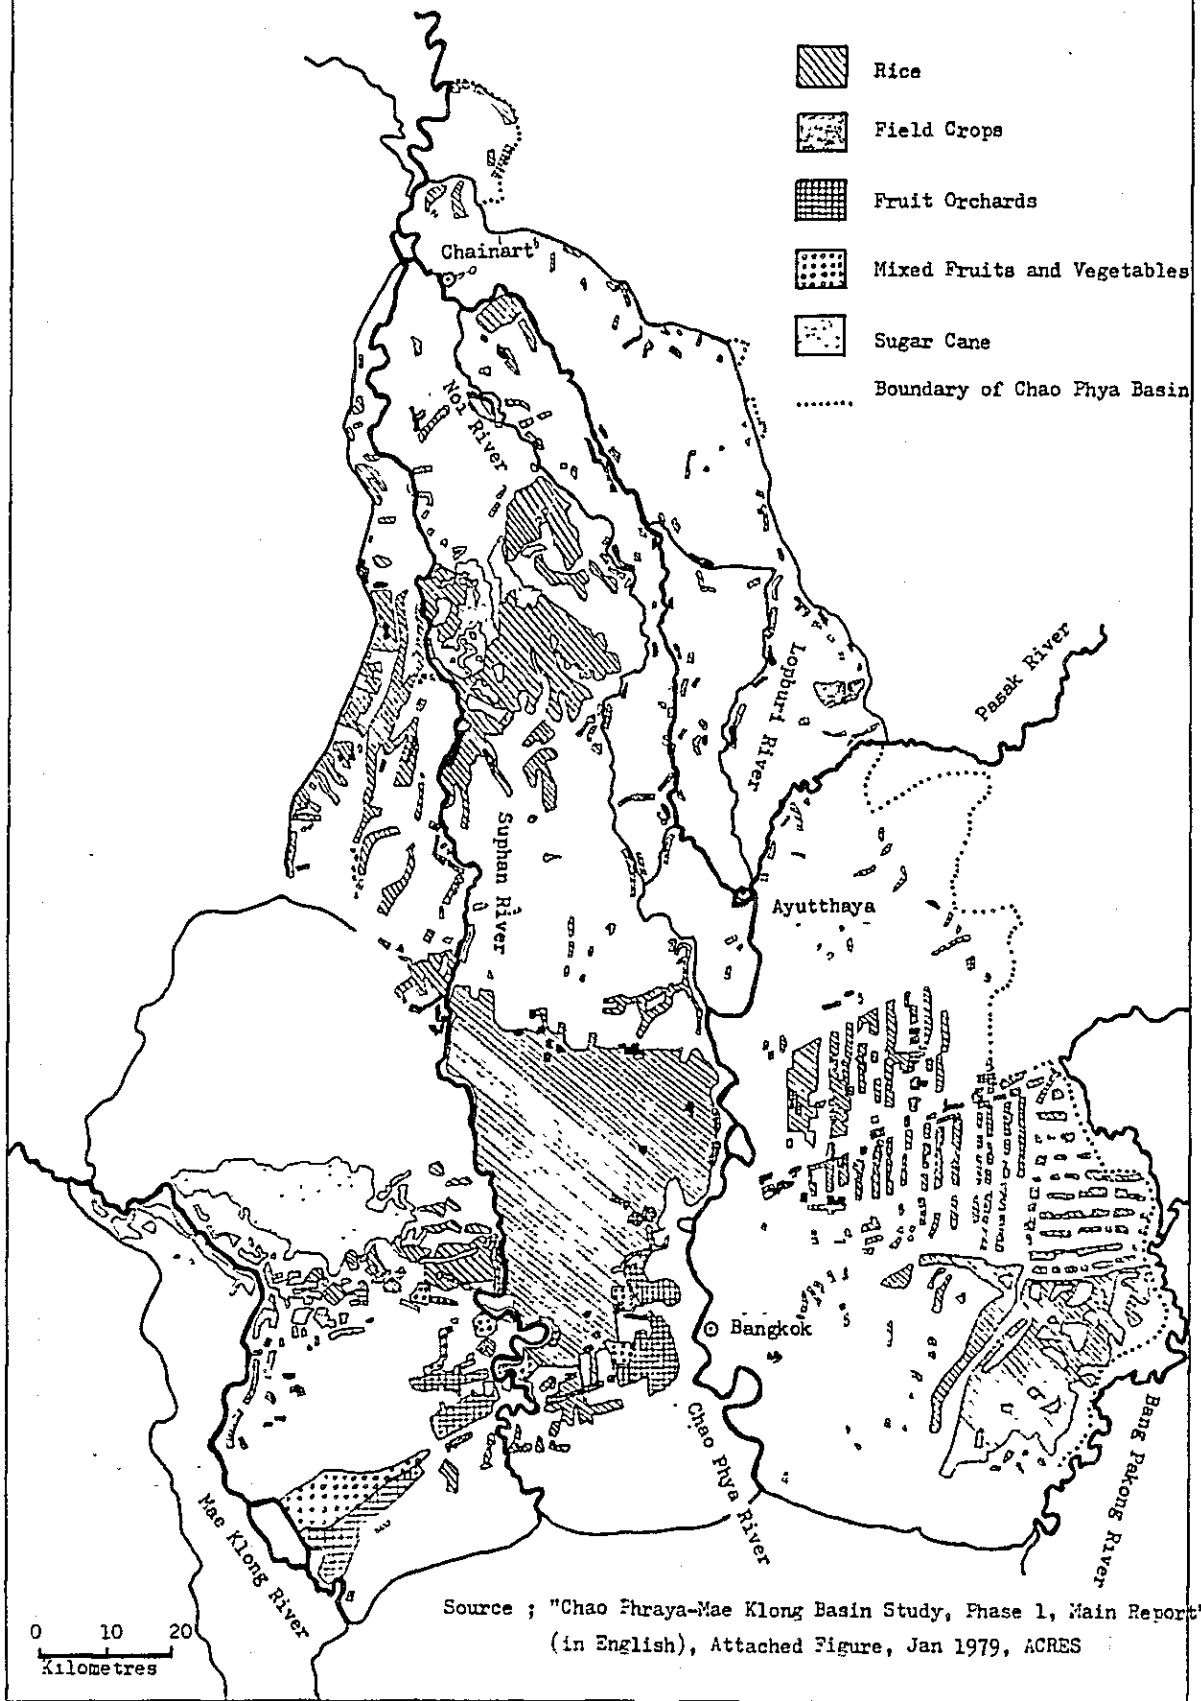 Rice
Field Crops
Fruit Orchards
Mixed Fruits and Vegetables
Sugar Cane
Boundary of Chao Phya Basin
Chainart
Noi River
Lopburi River
Pasak River
Suphan River
Ayutthaya
Bangkok
Chao Phya River
Bang Pakong River
Mae Klong River
0 10 20
Kilometres
Source ; "Chao Phraya-Mae Klong Basin Study, Phase 1, Main Report"
(in English), Attached Figure, Jan 1979, ACRES